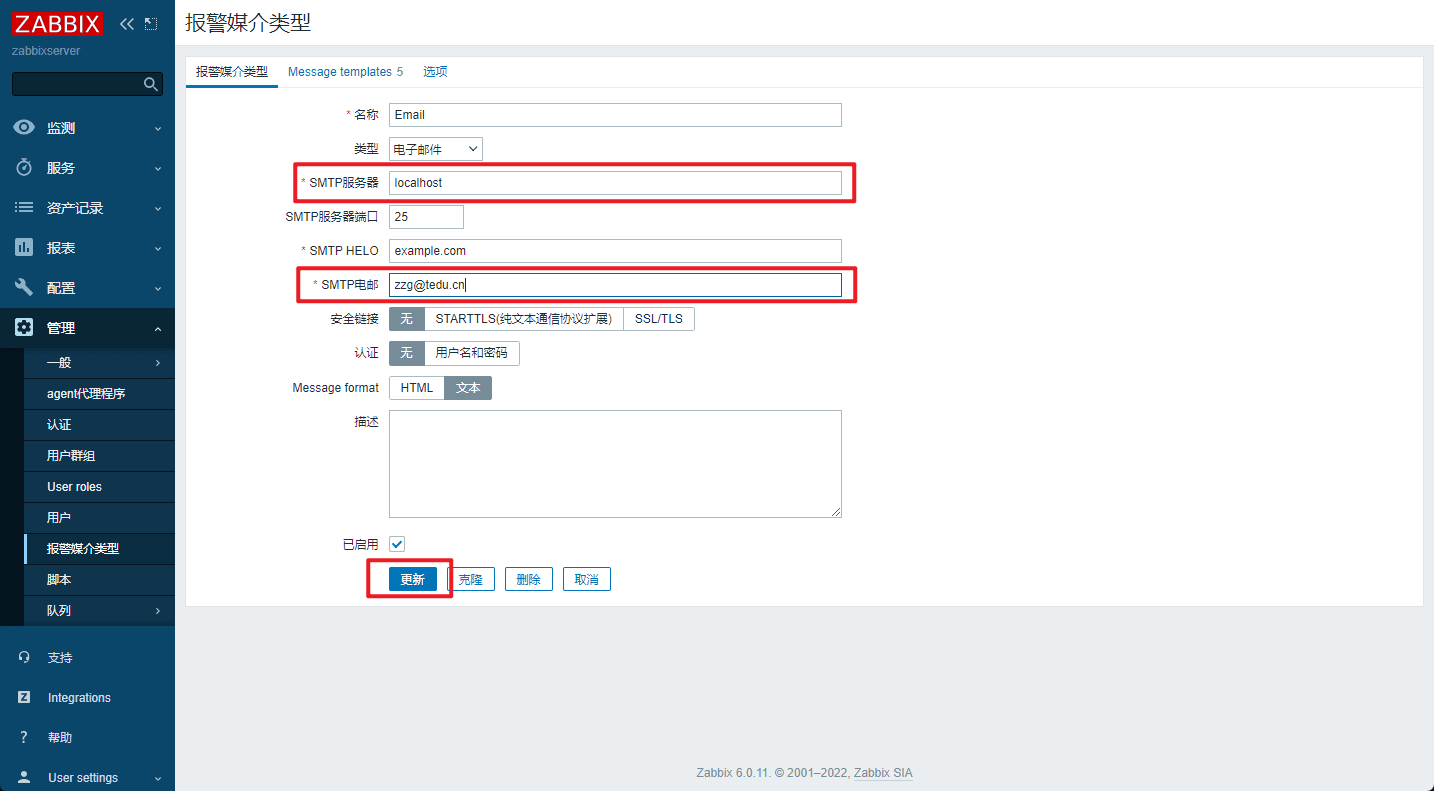 ZABBIX
zabbixserver
监测
服务
资产记录
报表
配置
管理
一般
agent代理程序
认证
用户群组
User roles
用户
报警媒介类型
脚本
队列
支持
Integrations
帮助
User settings
报警媒介类型
报警媒介类型 Message templates 5 选项
* 名称 Email
类型 电子邮件
* SMTP服务器 localhost
SMTP服务器端口 25
* SMTP HELO example.com
* SMTP电邮 zzg@tedu.cn
安全链接 无 STARTTLS(纯文本通信协议扩展) SSL/TLS
认证 无 用户名和密码
Message format HTML 文本
描述
已启用
更新 克隆 删除 取消
Zabbix 6.0.11. © 2001–2022, Zabbix SIA